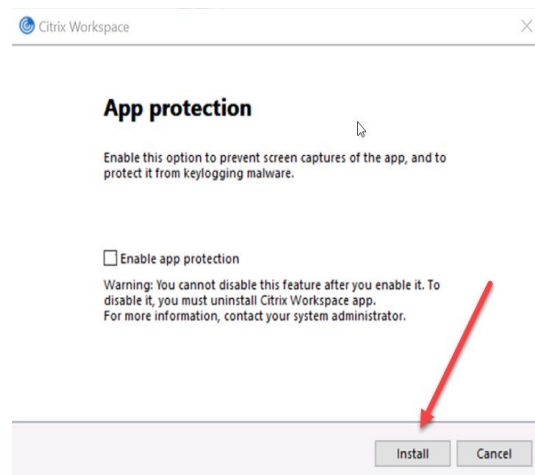 Citrix Workspace
App protection
Enable this option to prevent screen captures of the app, and to
protect it from keylogging malware.
Enable app protection
Warning: You cannot disable this feature after you enable it. To
disable it, you must uninstall Citrix Workspace app.
For more information, contact your system administrator.
Install Cancel